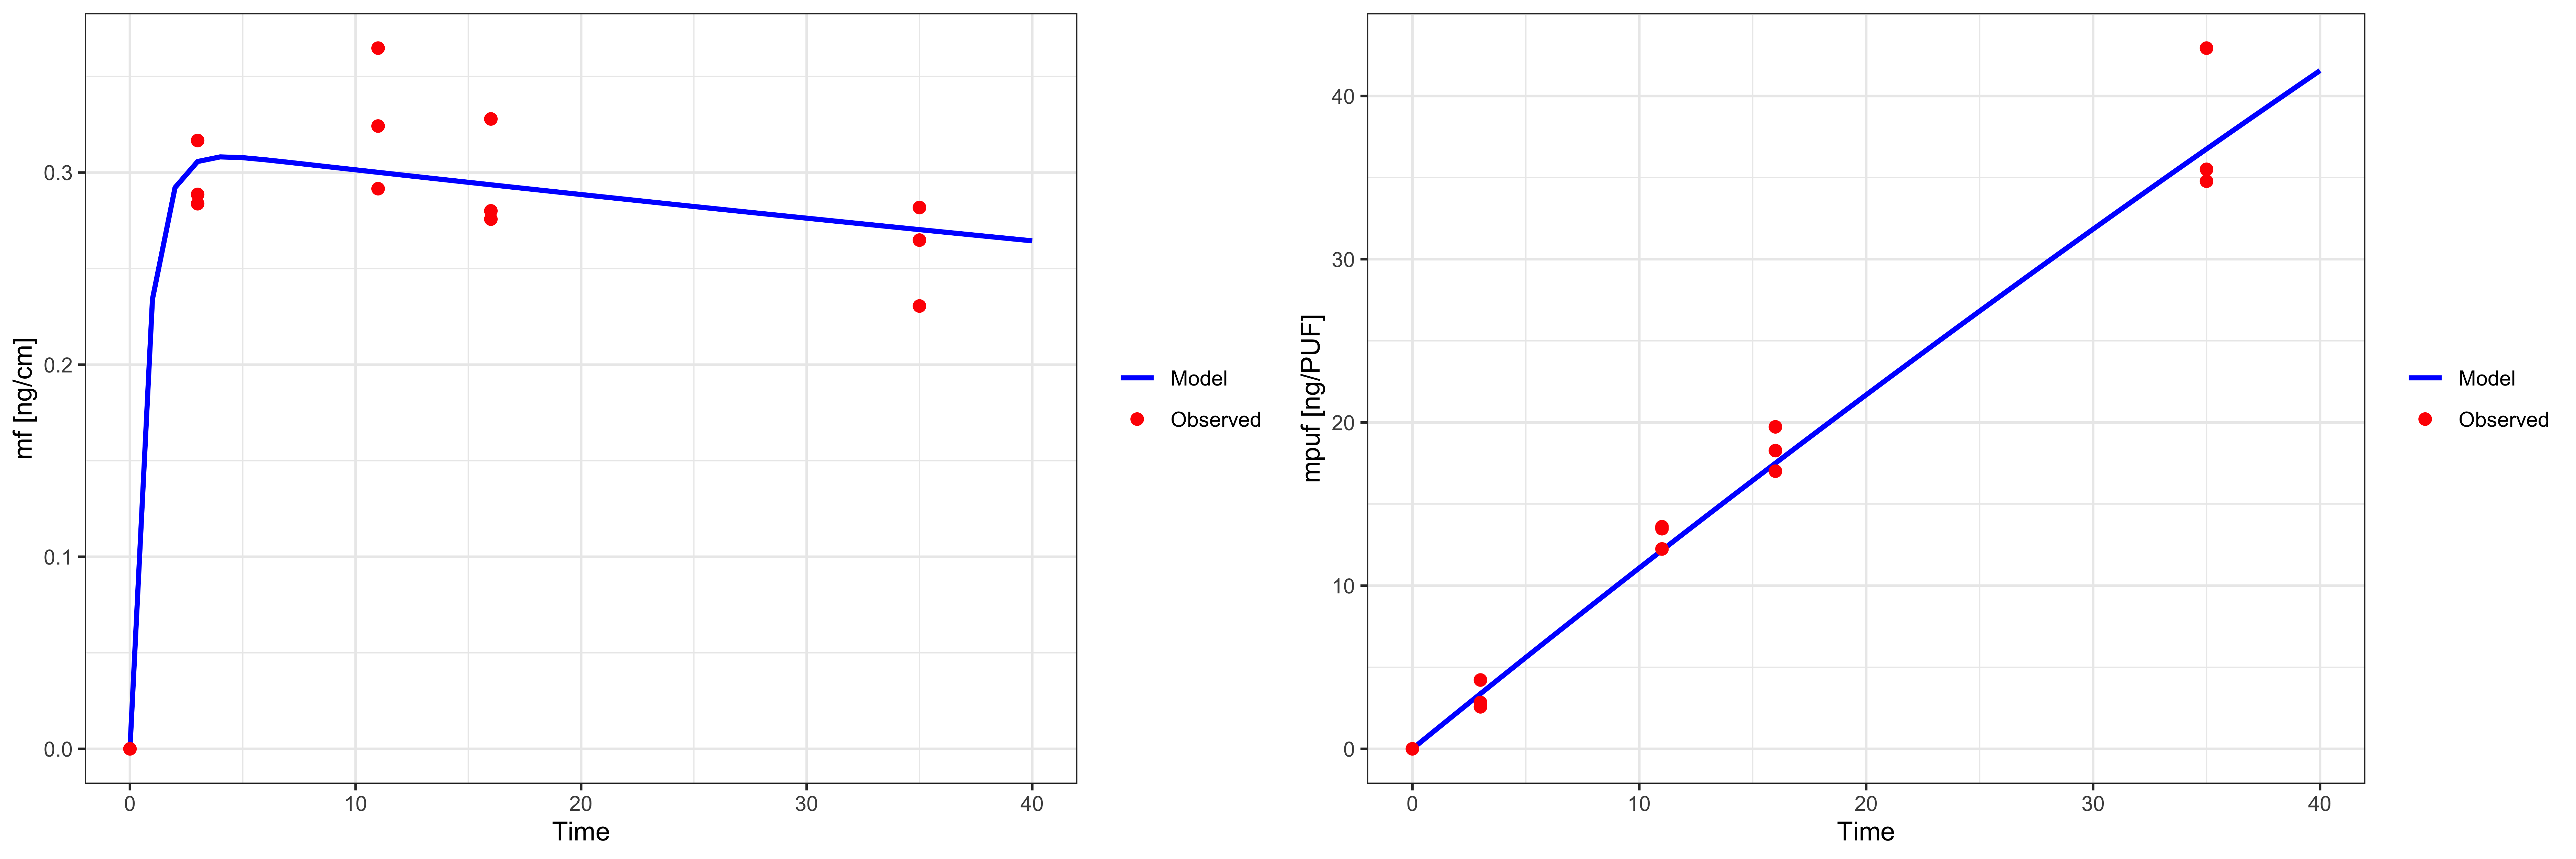 mf [ng/cm]
0.3
0.2
0.1
0.0
0 10 20 30 40
Time
Model
Observed
mpuf [ng/PUF]
40
30
20
10
0
0 10 20 30 40
Time
Model
Observed